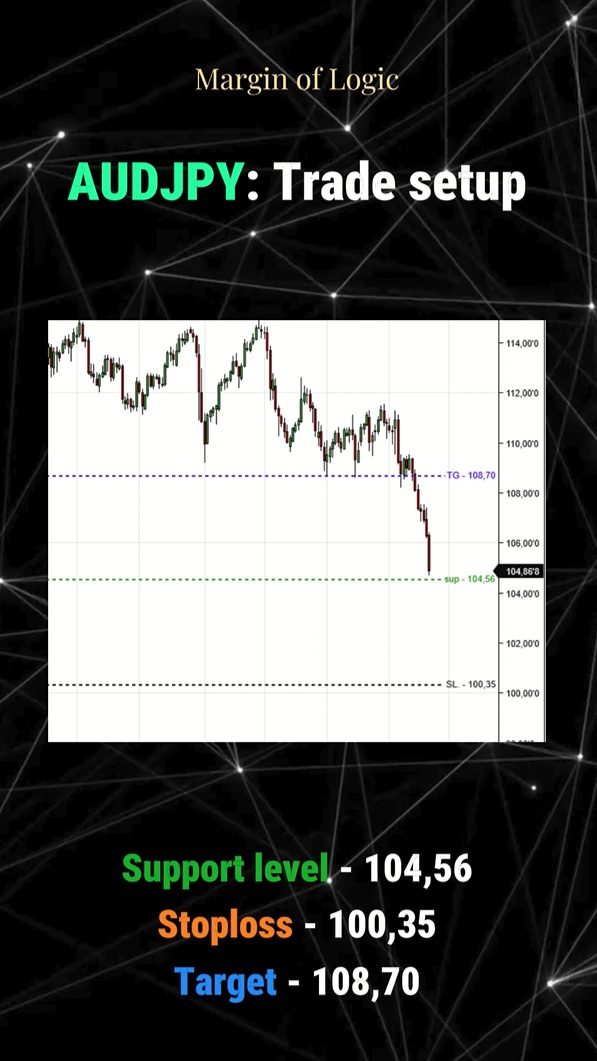 Margin of Logic
AUDJPY: Trade setup
114,00'0
112,00'0
110,00'0
TG - 108,70
108,00'0
106,00'0
104,86'8
sup - 104,56
104,00'0
102,00'0
SL. - 100,35
100,00'0
Support level - 104,56
Stoploss - 100,35
Target - 108,70